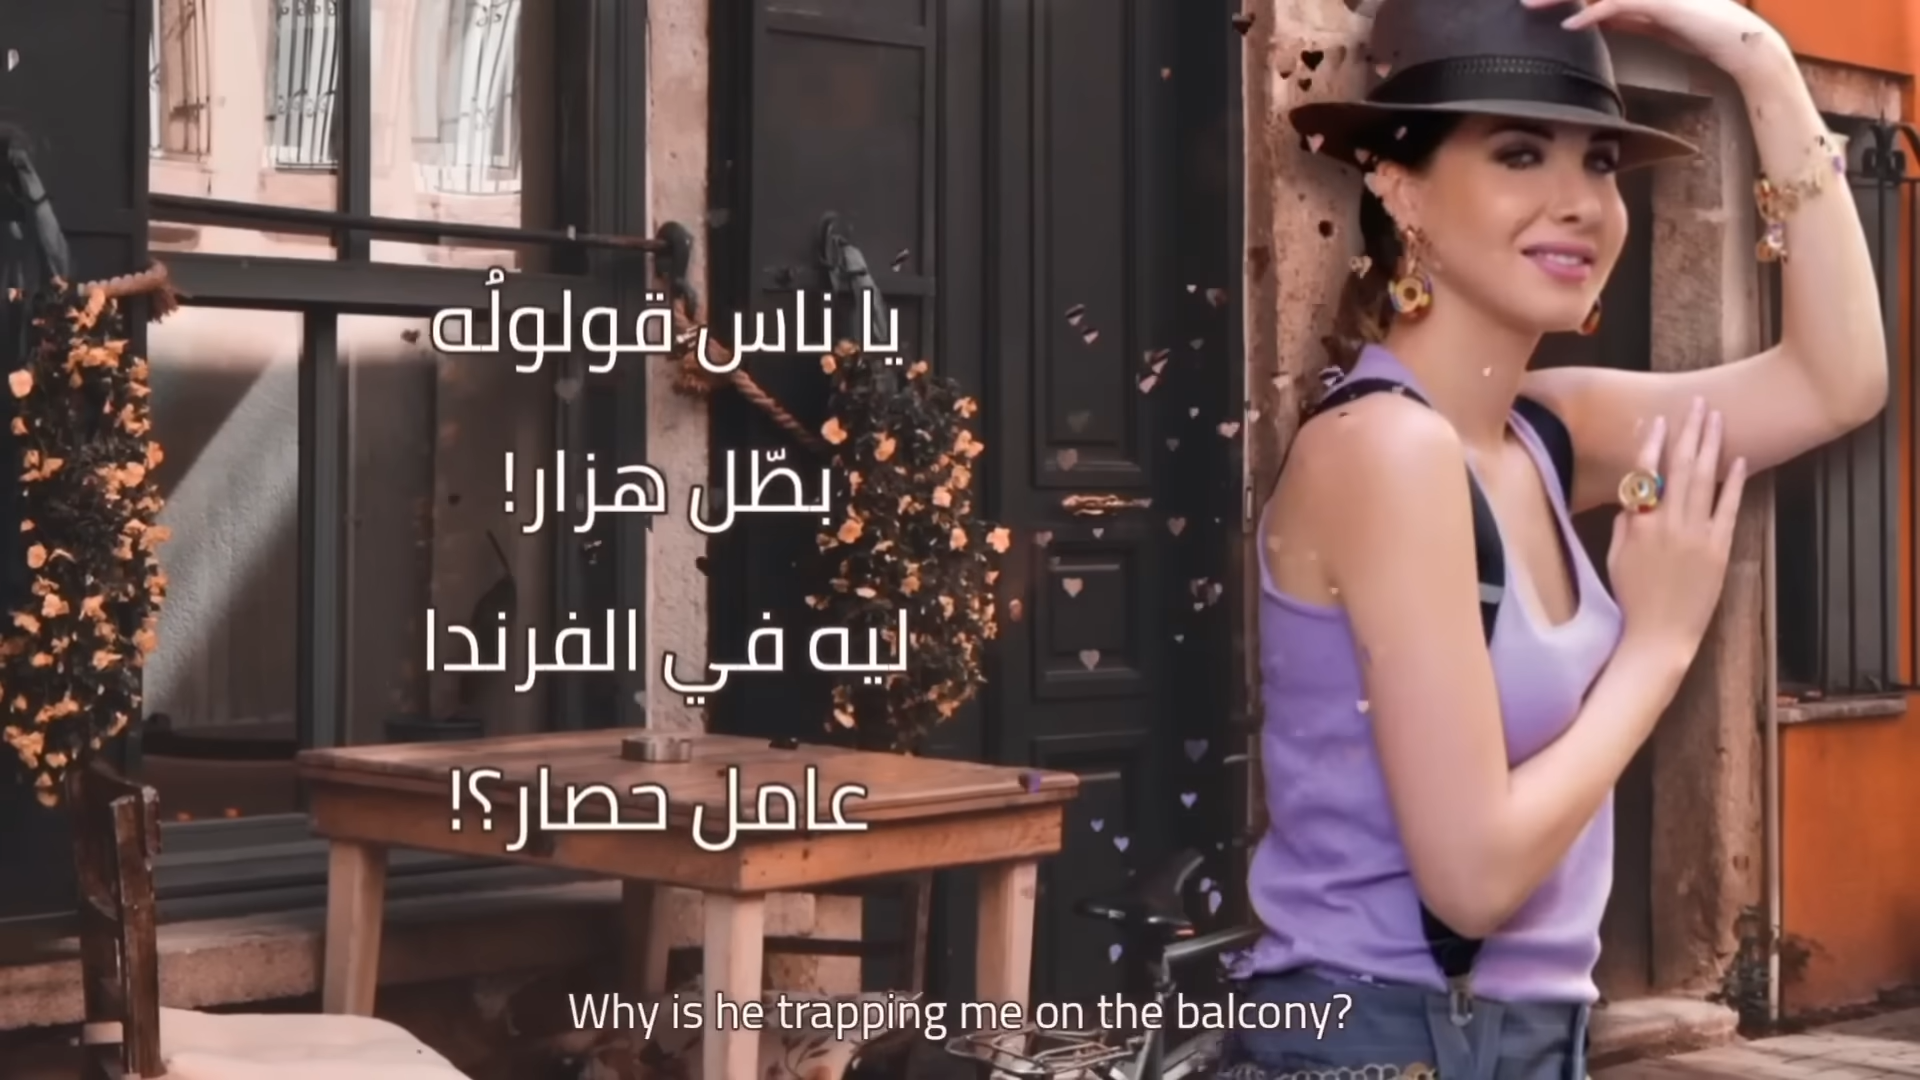 يا ناس قولولُه
بطّل هزار!
ليه في الفرندا
عامل حصار؟!
Why is he trapping me on the balcony?